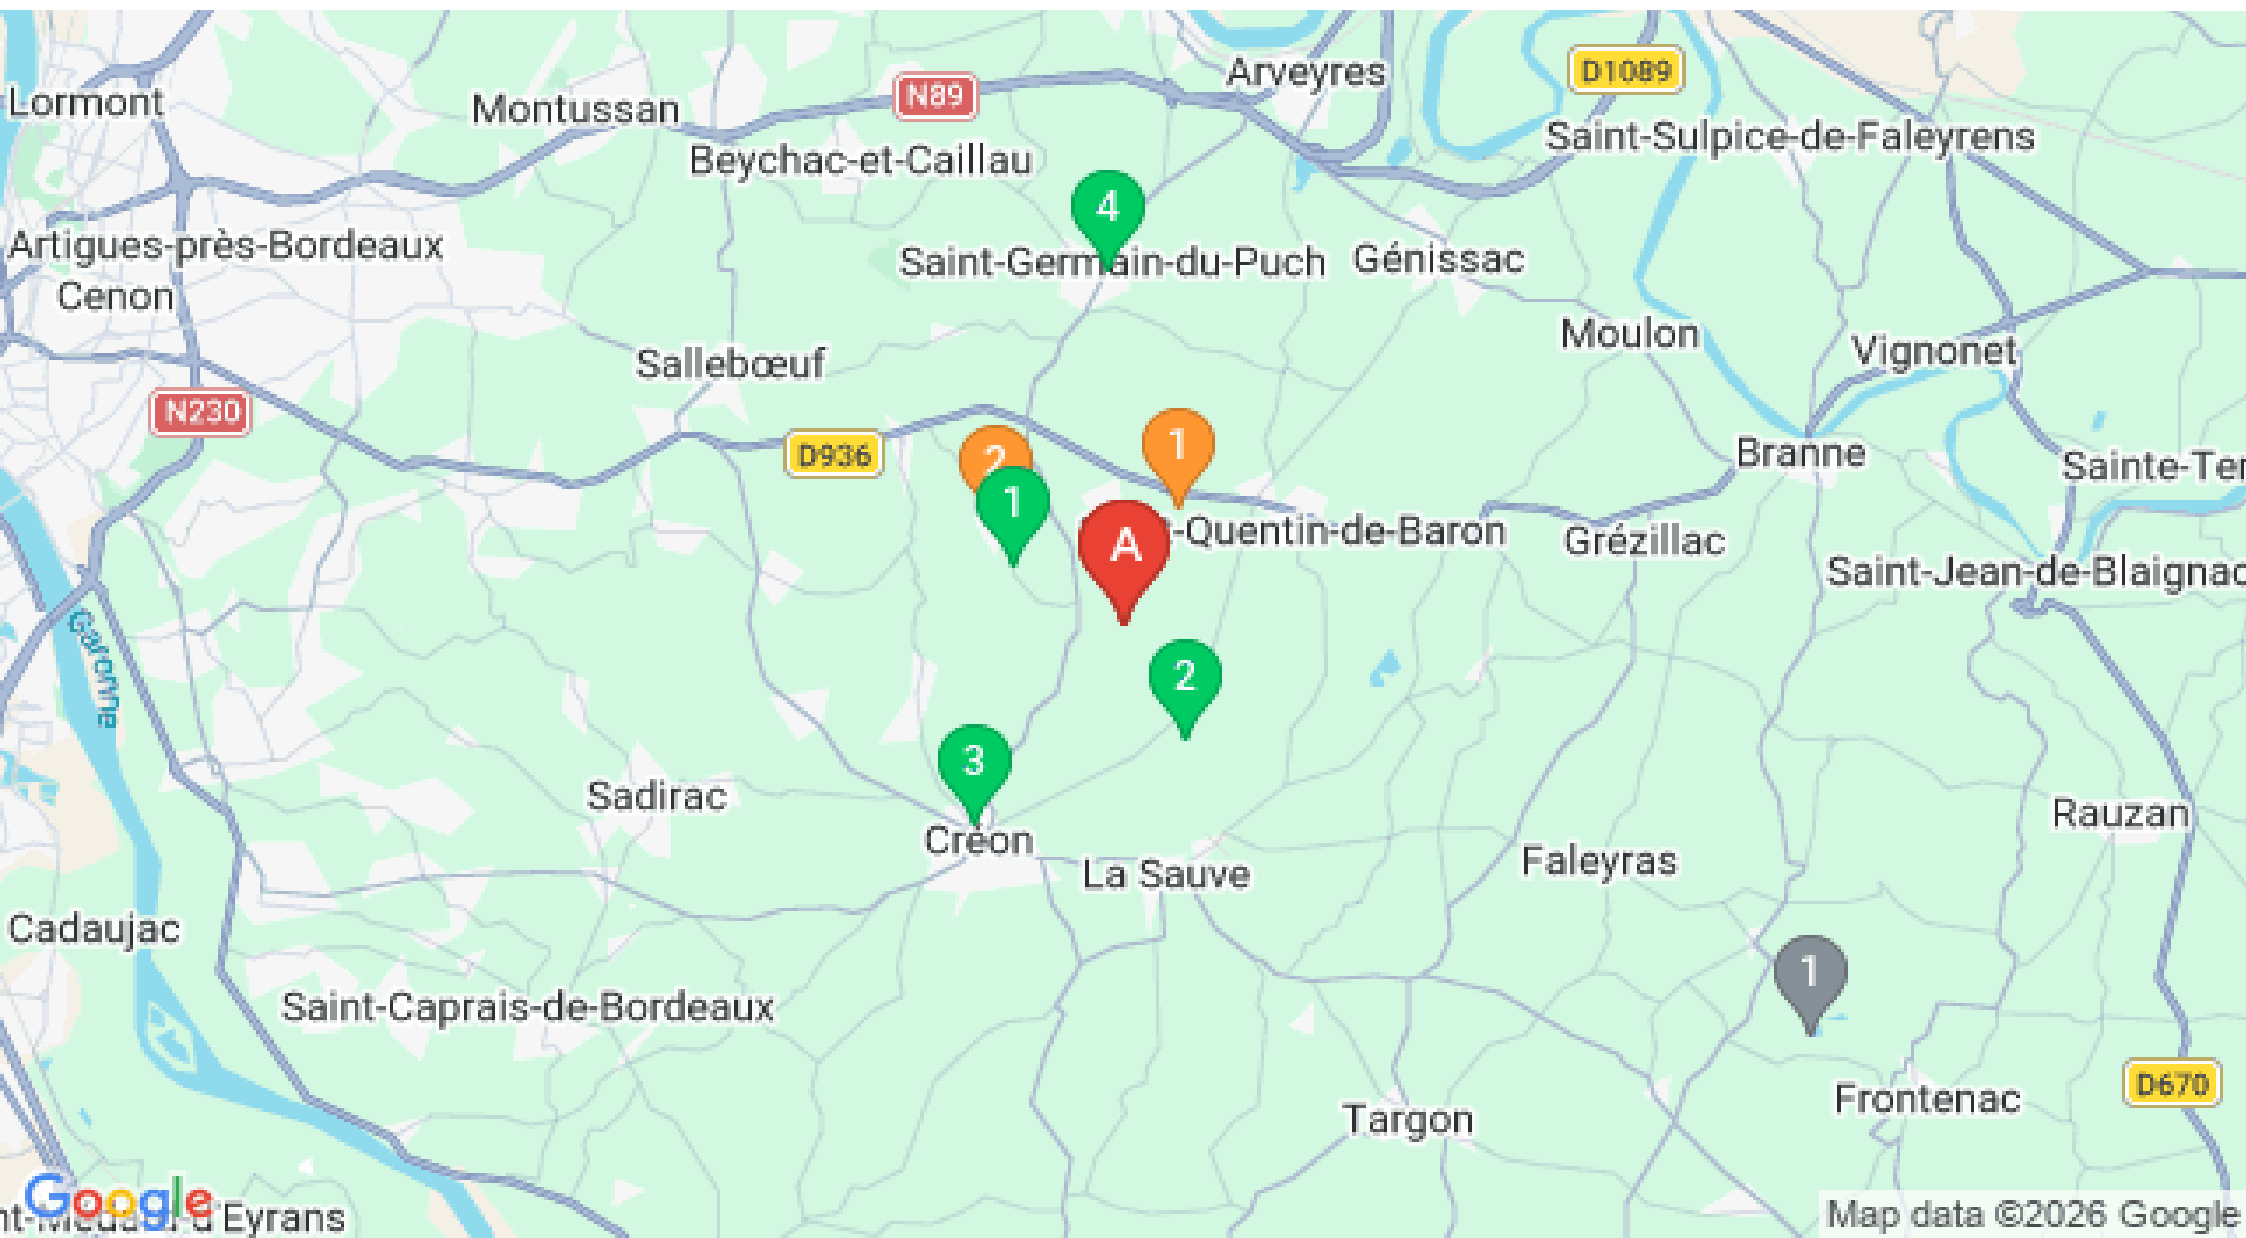 Arveyres
D1089
N89
Lormont
Montussan
Saint-Sulpice-de-Faleyrens
Beychac-et-Caillau
4
Artigues-près-Bordeaux
Saint-Germain-du-Puch
Génissac
Cenon
Moulon
Sallebœuf
Vignonet
N230
D936
2
1
Branne
Sainte-Ter
1
A
-Quentin-de-Baron
Grézillac
Saint-Jean-de-Blaignac
Garonne
2
3
Sadirac
Rauzan
Créon
La Sauve
Faleyras
Cadaujac
1
Saint-Caprais-de-Bordeaux
D670
Frontenac
Targon
Google
d'Eyrans
Map data ©2026 Google